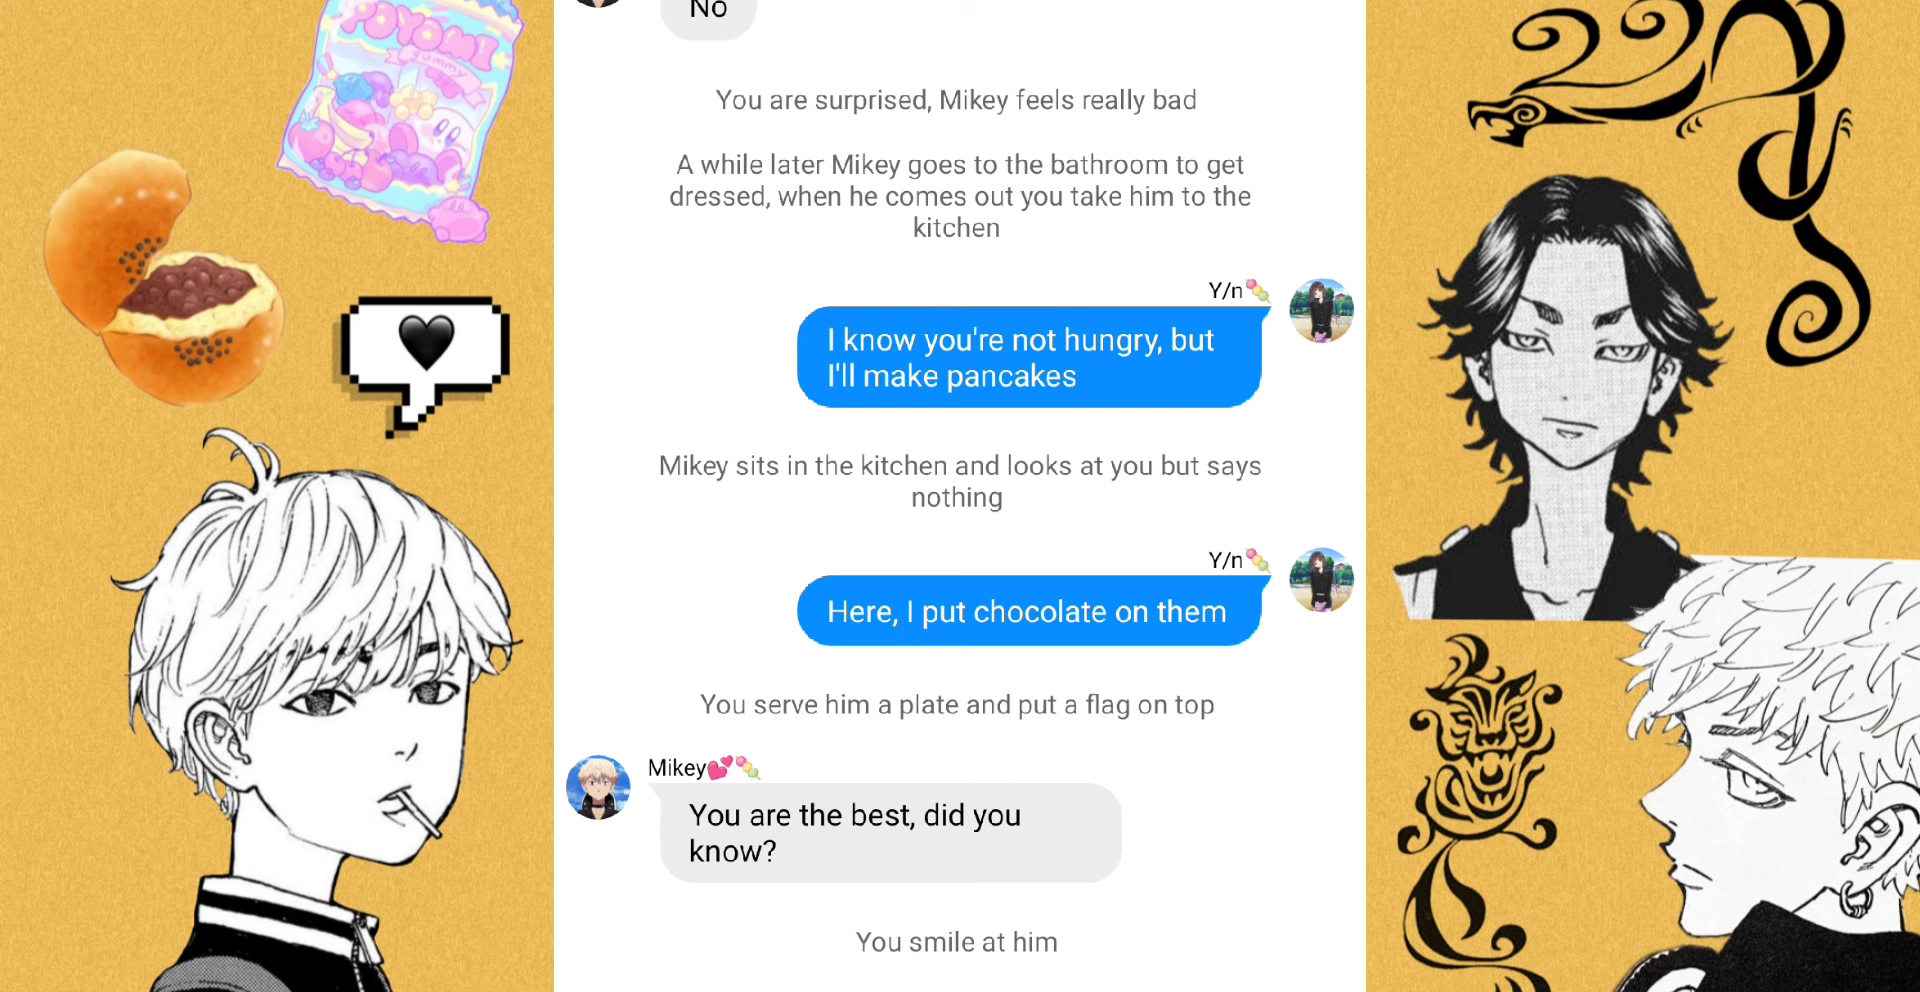 POYOMI
gummy
No
You are surprised, Mikey feels really bad
A while later Mikey goes to the bathroom to get
dressed, when he comes out you take him to the
kitchen
Y/n🍡
I know you're not hungry, but
I'll make pancakes
Mikey sits in the kitchen and looks at you but says
nothing
Y/n🍡
Here, I put chocolate on them
You serve him a plate and put a flag on top
Mikey💕🍡
You are the best, did you
know?
You smile at him